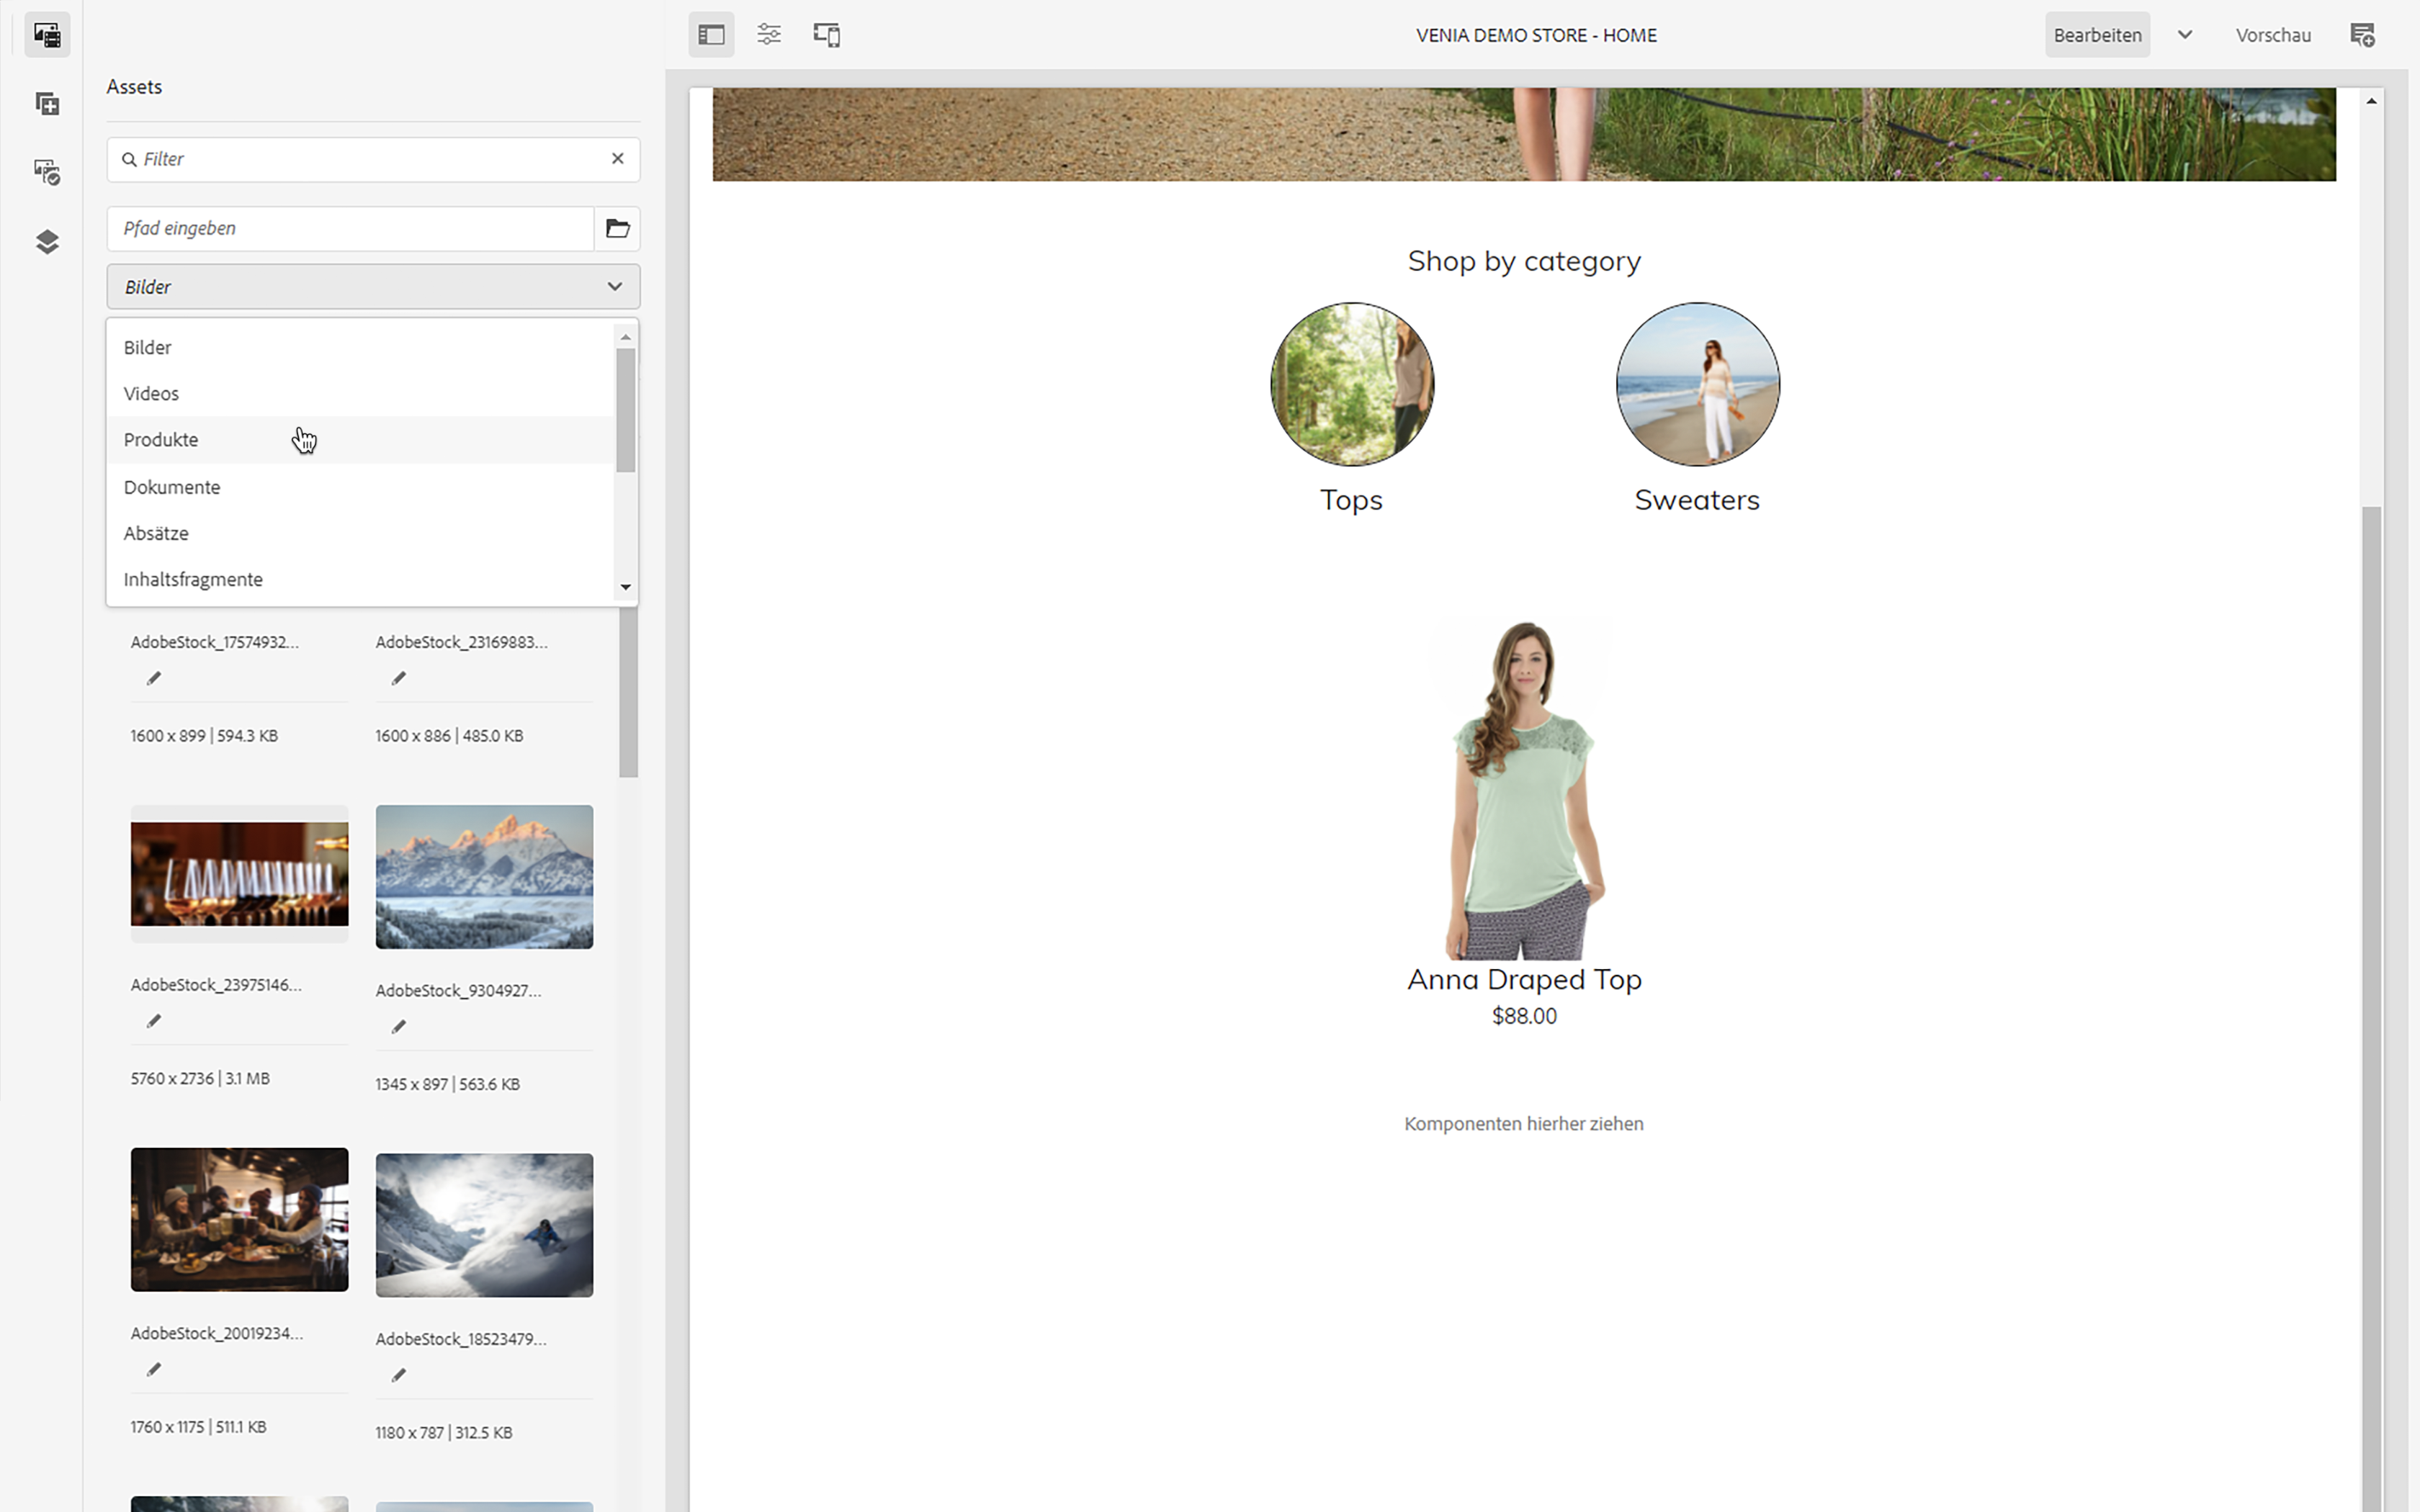 VENIA DEMO STORE - HOME
Bearbeiten
Vorschau
Assets
Filter
Pfad eingeben
Bilder
Bilder
Videos
Produkte
Dokumente
Absätze
Inhaltsfragmente
AdobeStock_17574932...
AdobeStock_23169883...
1600 x 899 | 594.3 KB
1600 x 886 | 485.0 KB
AdobeStock_23975146...
AdobeStock_9304927...
5760 x 2736 | 3.1 MB
1345 x 897 | 563.6 KB
AdobeStock_20019234...
AdobeStock_18523479...
1760 x 1175 | 511.1 KB
1180 x 787 | 312.5 KB
Shop by category
Tops
Sweaters
Anna Draped Top
$88.00
Komponenten hierher ziehen